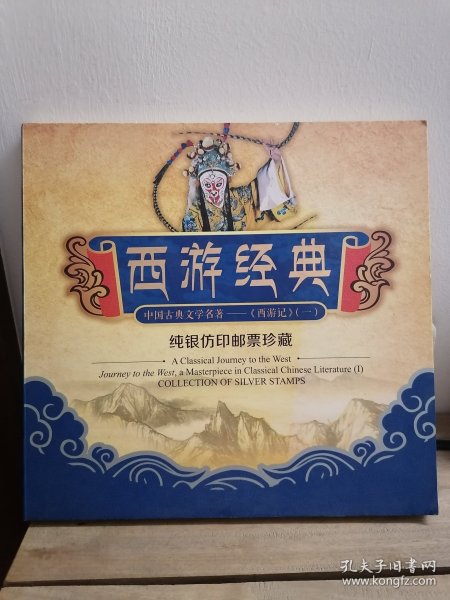 西游经典
中国古典文学名著——《西游记》(一)
纯银仿印邮票珍藏
A Classical Journey to the West
Journey to the West, a Masterpiece in Classical Chinese Literature (I)
COLLECTION OF SILVER STAMPS
孔夫子旧书网
www.kongfz.com